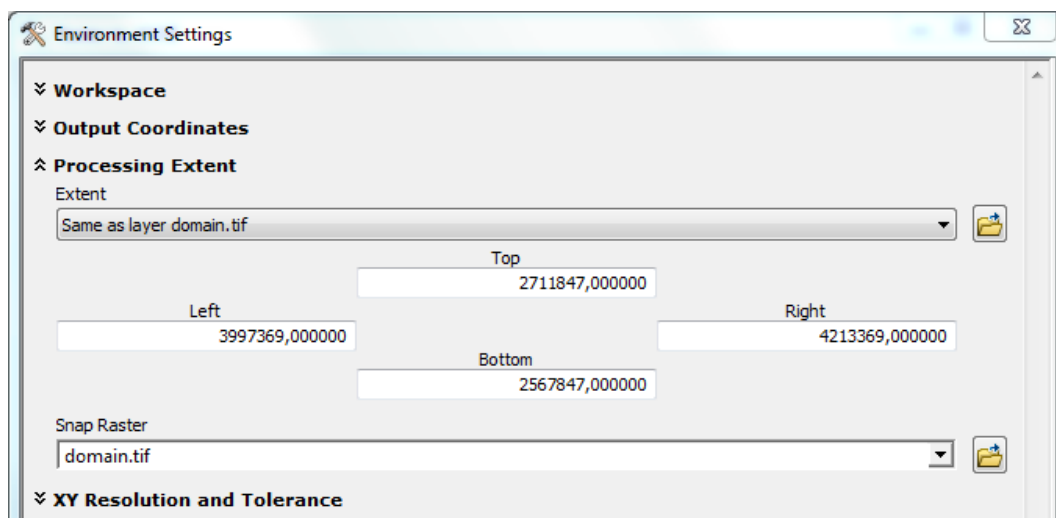 Environment Settings
Workspace
Output Coordinates
Processing Extent
Extent
Same as layer domain.tif
Top
2711847,000000
Left
Right
3997369,000000
4213369,000000
Bottom
2567847,000000
Snap Raster
domain.tif
XY Resolution and Tolerance